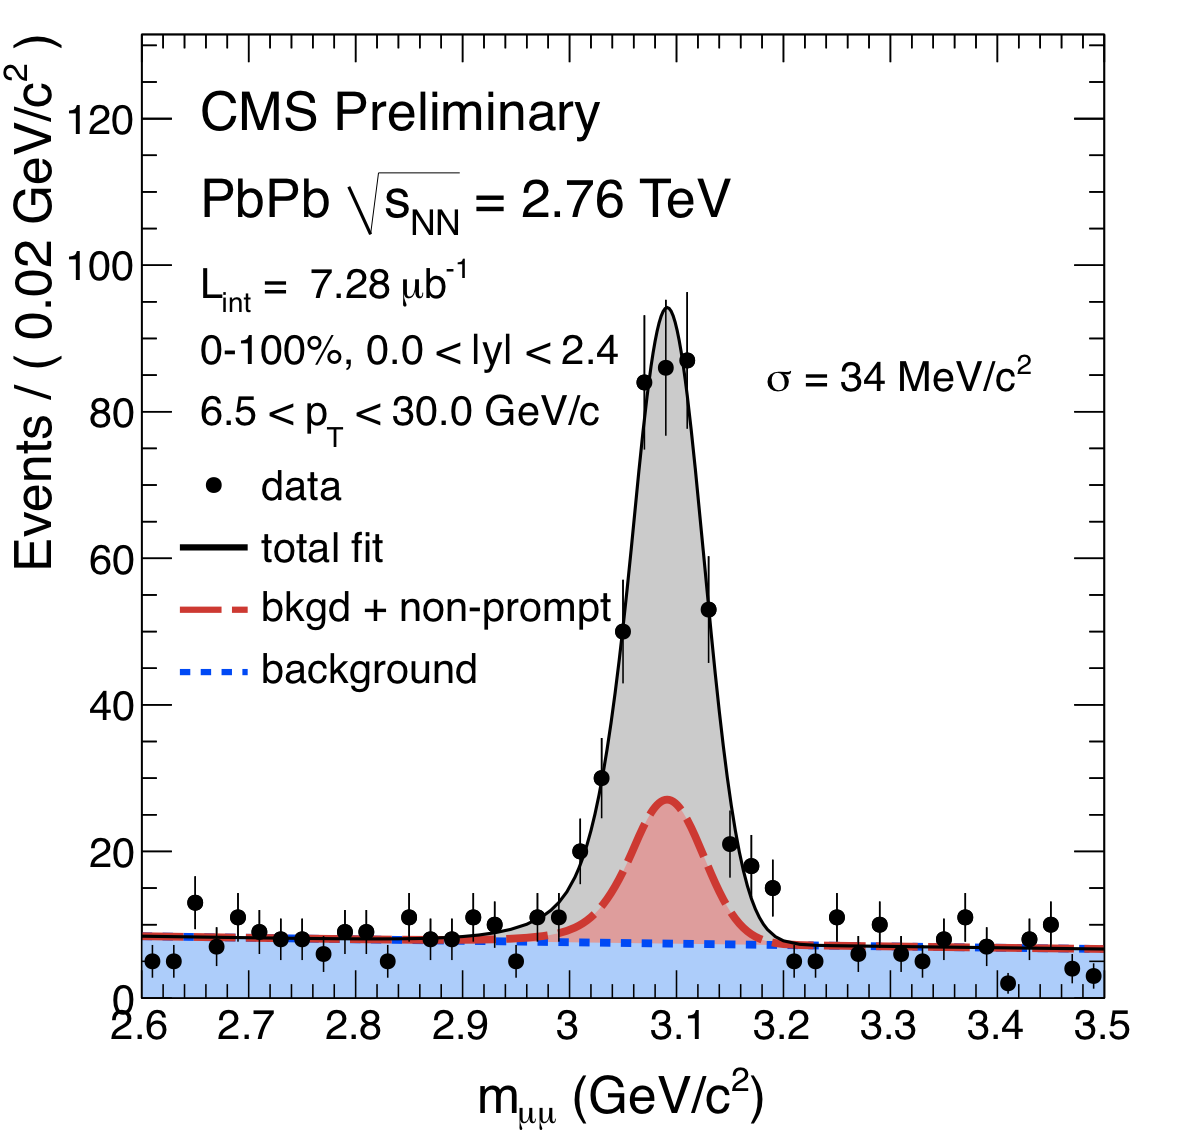 CMS Preliminary
PbPb √s_NN = 2.76 TeV
L_int = 7.28 μb^-1
0-100%, 0.0 < |y| < 2.4
6.5 < p_T < 30.0 GeV/c
data
total fit
bkgd + non-prompt
background
σ = 34 MeV/c^2
Events / ( 0.02 GeV/c^2 )
120
100
80
60
40
20
0
2.6 2.7 2.8 2.9 3 3.1 3.2 3.3 3.4 3.5
m_μμ (GeV/c^2)